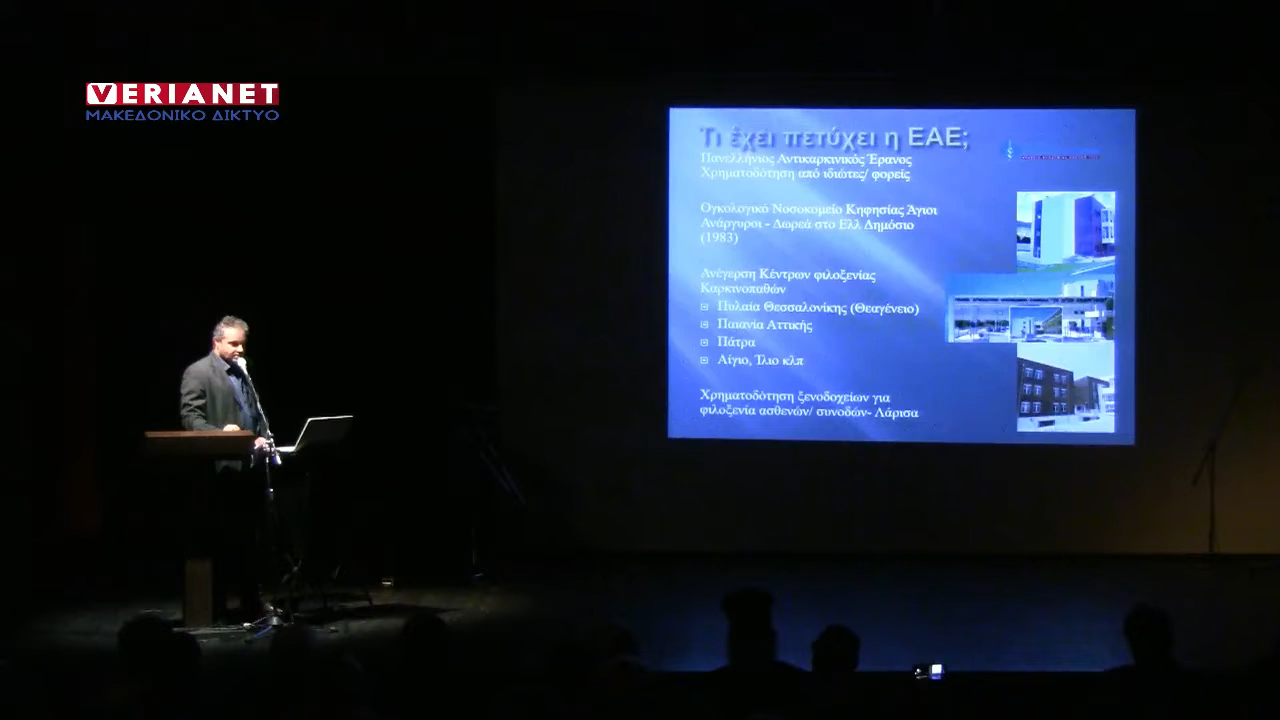 VERIANET
ΜΑΚΕΔΟΝΙΚΟ ΔΙΚΤΥΟ
Τι έχει πετύχει η ΕΑΕ;
Πανελλήνιος Αντικαρκινικός Έρανος
Χρηματοδότηση από ιδιώτες/ φορείς
Ογκολογικό Νοσοκομείο Κηφησίας Άγιοι
Ανάργυροι - Δωρεά στο Ελλ Δημόσιο
(1983)
Ανέγερση Κέντρων φιλοξενίας
Καρκινοπαθών
Πυλαία Θεσσαλονίκης (Θεαγένειο)
Παιανία Αττικής
Πάτρα
Αίγιο, Ίλιο κλπ
Χρηματοδότηση ξενοδοχείων για
φιλοξενία ασθενών/ συνοδών- Λάρισα